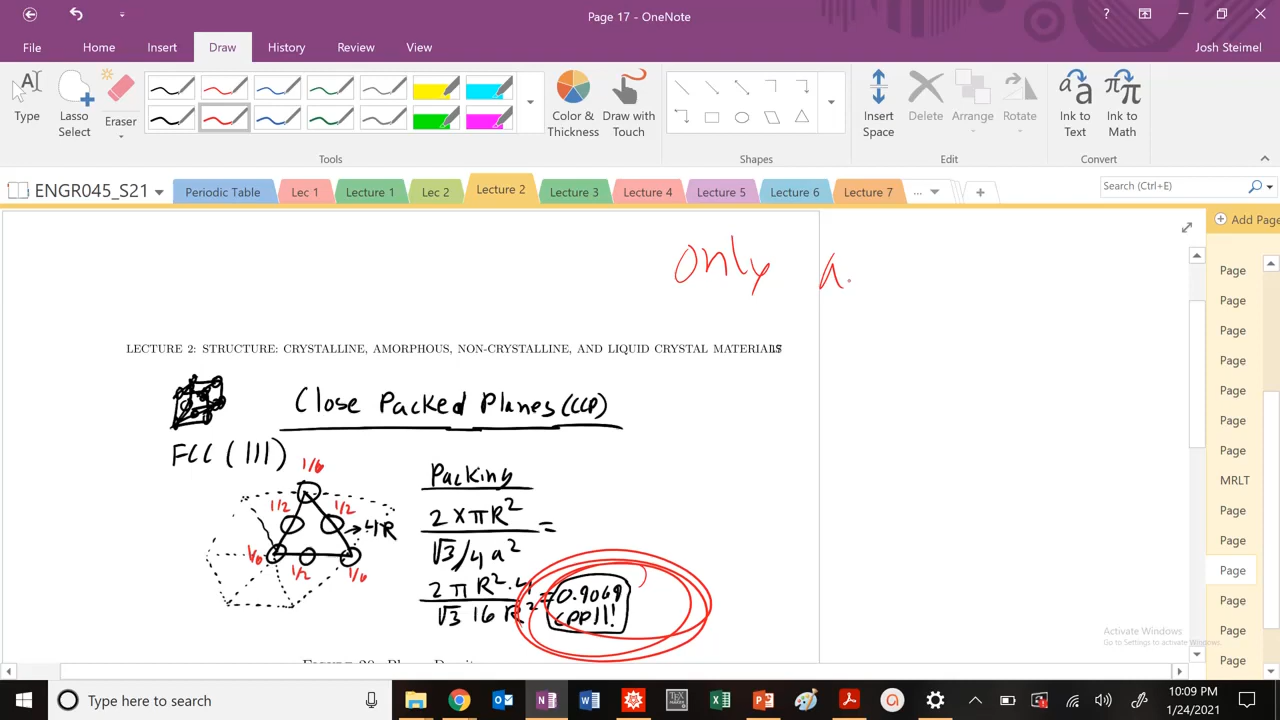 Page 17 - OneNote
File Home Insert Draw History Review View Josh Steimel
Type
Lasso Select
Eraser
Color & Thickness
Draw with Touch
Insert Space
Delete
Arrange
Rotate
Ink to Text
Ink to Math
Tools Shapes Edit Convert
ENGR045_S21 Periodic Table Lec 1 Lecture 1 Lec 2 Lecture 2 Lecture 3 Lecture 4 Lecture 5 Lecture 6 Lecture 7 ... Search (Ctrl+E)
Add Page
only a
Page
Page
Page
LECTURE 2: STRUCTURE: CRYSTALLINE, AMORPHOUS, NON-CRYSTALLINE, AND LIQUID CRYSTAL MATERIALS
Page
Page
Close Packed Planes (CCP)
Page
FCC (111)
Page
1/6
Packing
MRLT
1/2 1/2
2 x πR²
Page
4R
√3/4 a² =
Page
1/6 1/2 1/6
2πR²·4
√3 16 R² = 0.9069
CPP!!!
Page
Page
Activate Windows
Go to Settings to activate Windows.
Page
Type here to search
10:09 PM
1/24/2021